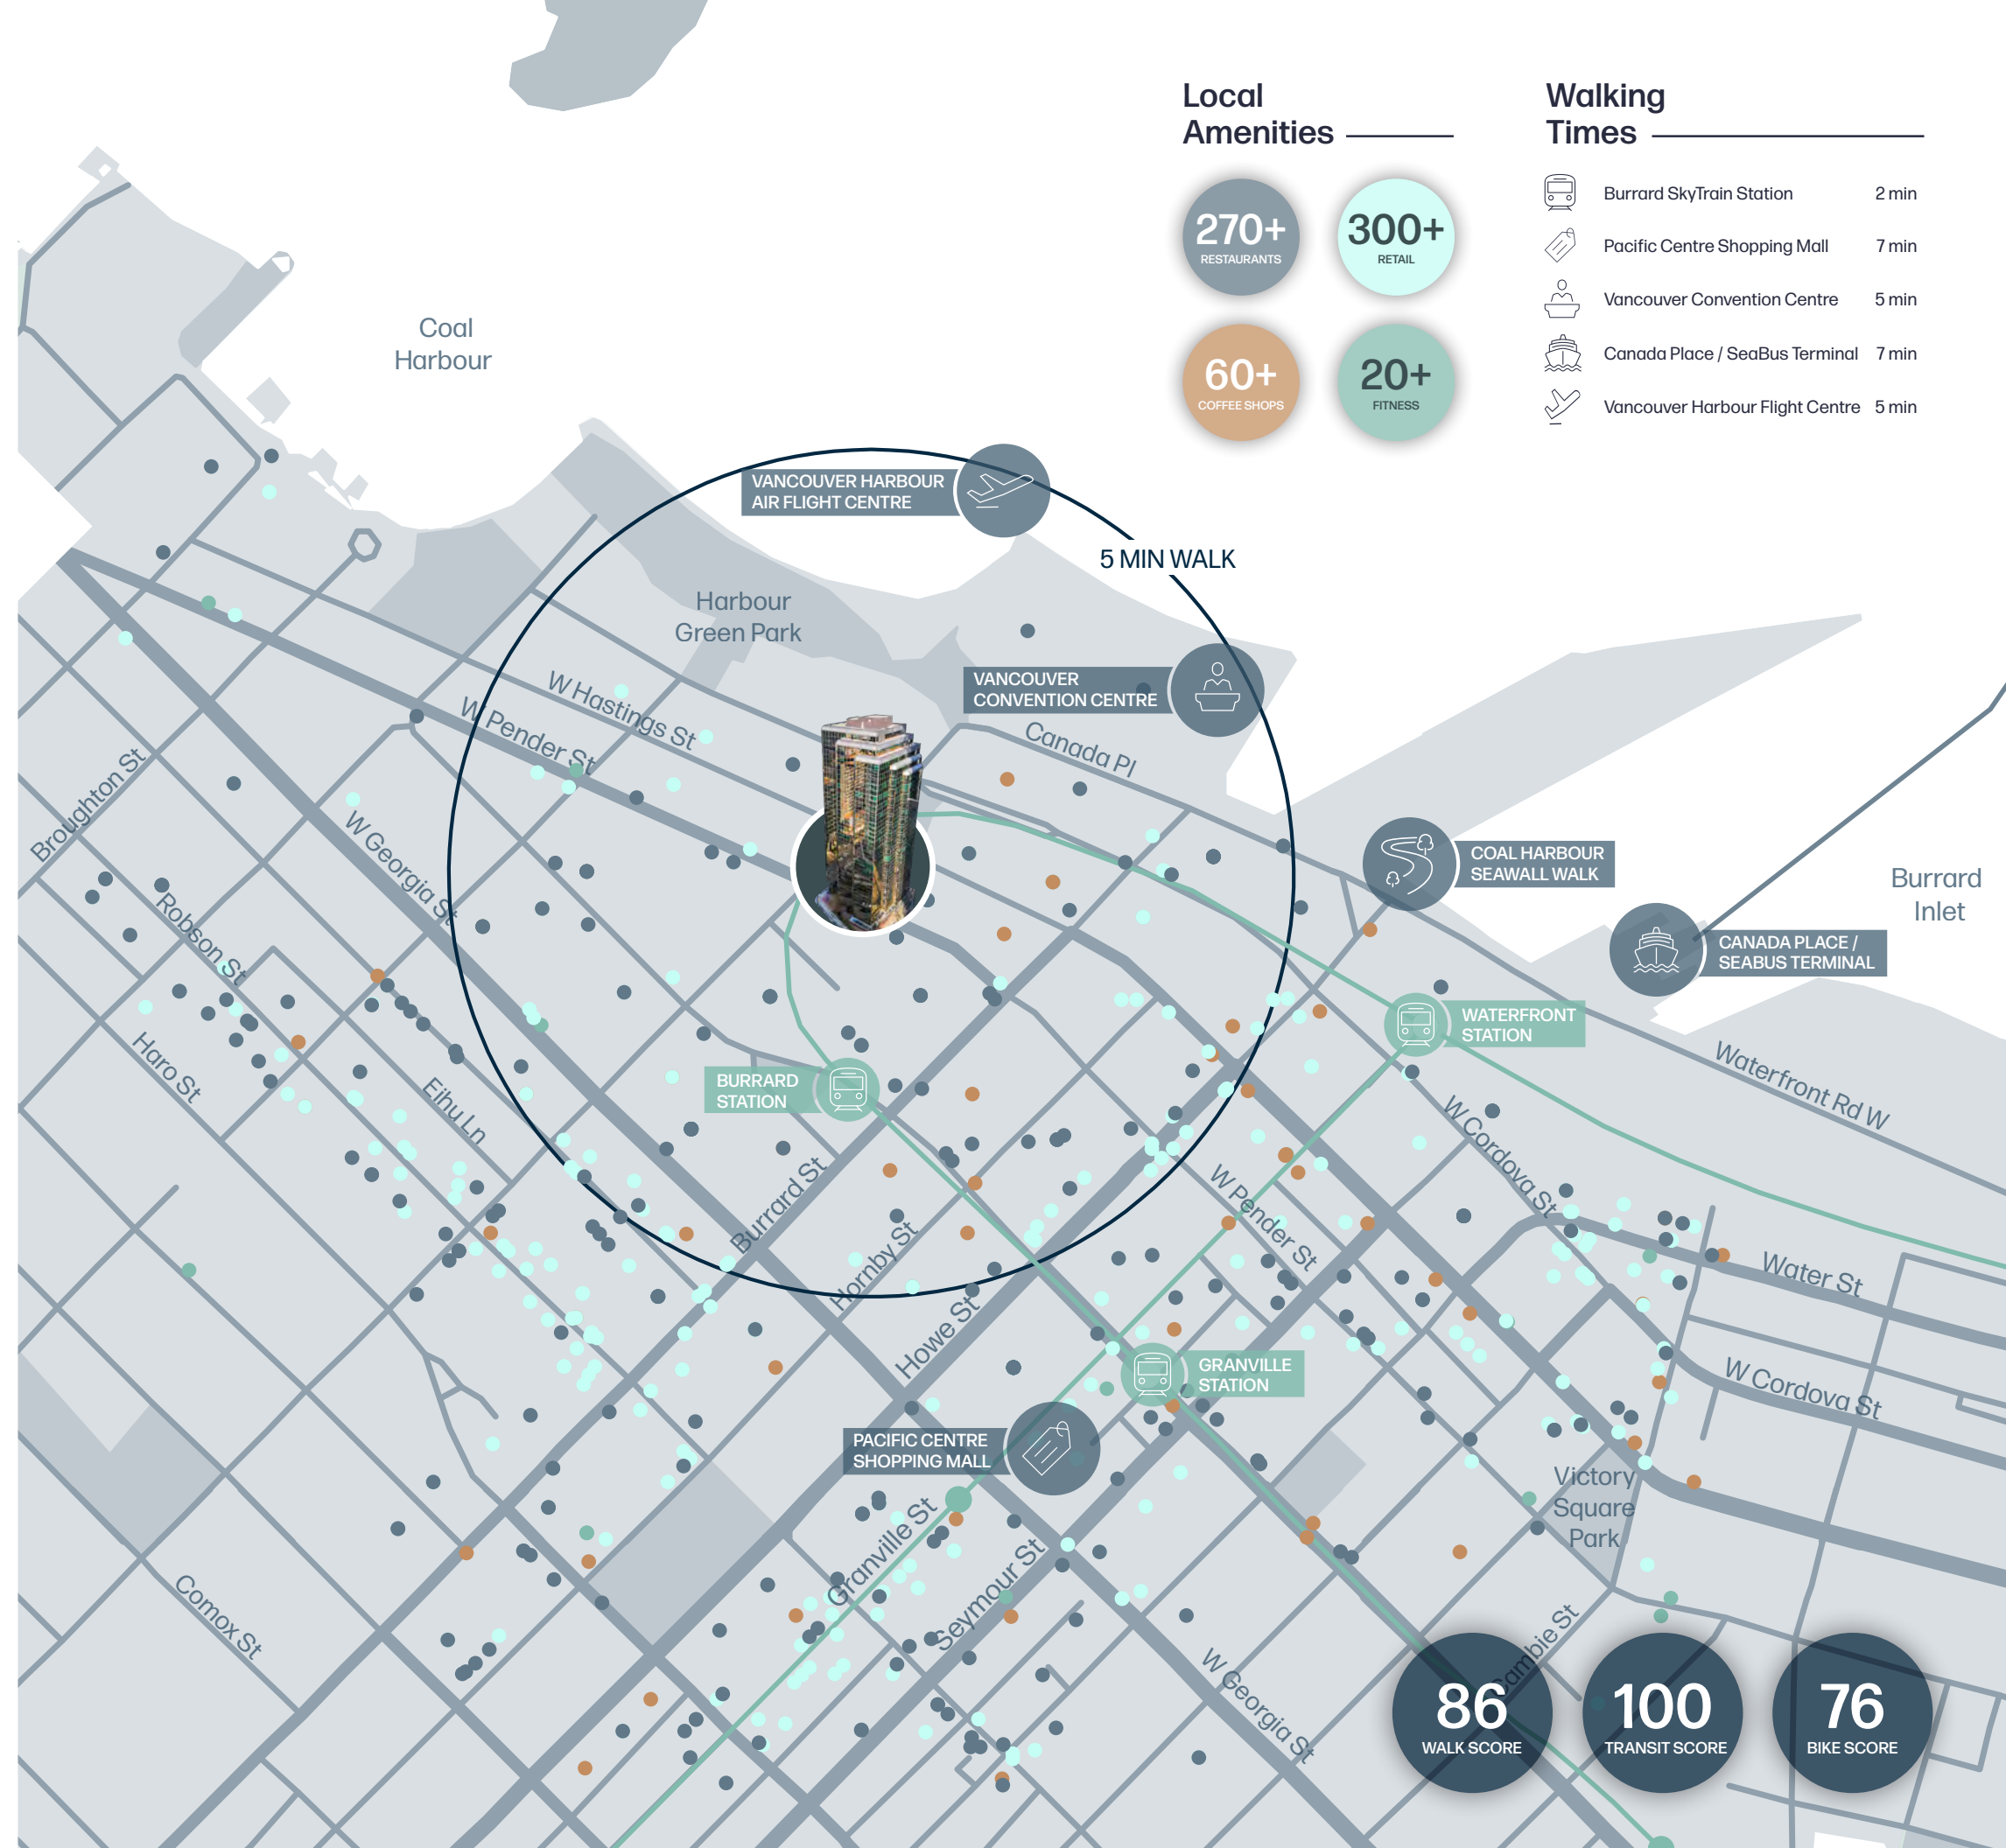 Local
Amenities
270+
RESTAURANTS
300+
RETAIL
60+
COFFEE SHOPS
20+
FITNESS
Walking
Times
Burrard SkyTrain Station 2 min
Pacific Centre Shopping Mall 7 min
Vancouver Convention Centre 5 min
Canada Place / SeaBus Terminal 7 min
Vancouver Harbour Flight Centre 5 min
Coal
Harbour
VANCOUVER HARBOUR
AIR FLIGHT CENTRE
5 MIN WALK
Harbour
Green Park
VANCOUVER
CONVENTION CENTRE
W Hastings St
W Pender St
Canada Pl
Broughton St
W Georgia St
COAL HARBOUR
SEAWALL WALK
Burrard
Inlet
CANADA PLACE /
SEABUS TERMINAL
Robson St
WATERFRONT
STATION
Haro St
Eihu Ln
BURRARD
STATION
Waterfront Rd W
W Cordova St
W Pender St
Burrard St
Hornby St
Water St
Howe St
GRANVILLE
STATION
W Cordova St
PACIFIC CENTRE
SHOPPING MALL
Victory
Square
Park
Granville St
Seymour St
Comox St
Cambie St
W Georgia St
86
WALK SCORE
100
TRANSIT SCORE
76
BIKE SCORE